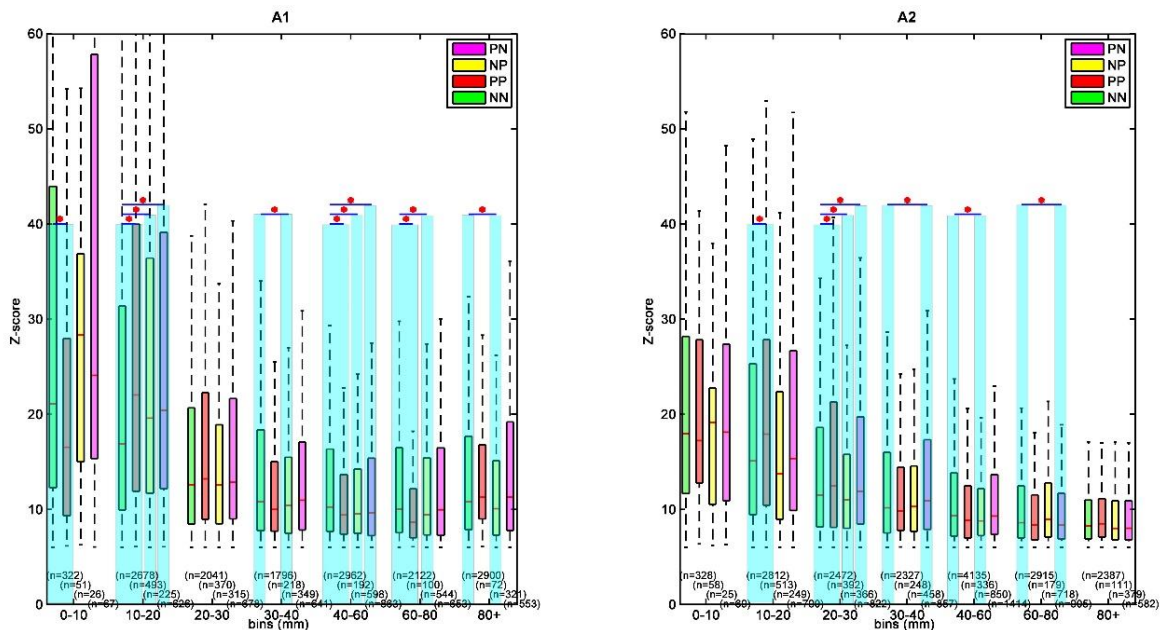 A1
60
50
40
30
20
10
0
Z-score
PN
NP
PP
NN
(n=322)
(n=51)
(n=26)
(n=67)
(n=2678)
(n=493)
(n=225)
(n=2041)
(n=370)
(n=315)
(n=1796)
(n=218)
(n=349)
(n=2962)
(n=192)
(n=598)
(n=2122)
(n=100)
(n=544)
(n=2900)
(n=72)
(n=321)
(n=553)
0-10
10-20
20-30
30-40
40-60
60-80
80+
bins (mm)
A2
60
50
40
30
20
10
0
Z-score
PN
NP
PP
NN
(n=328)
(n=58)
(n=25)
(n=2812)
(n=513)
(n=249)
(n=2472)
(n=392)
(n=366)
(n=2327)
(n=248)
(n=458)
(n=4135)
(n=336)
(n=850)
(n=2915)
(n=179)
(n=718)
(n=2387)
(n=111)
(n=379)
(n=582)
0-10
10-20
20-30
30-40
40-60
60-80
80+
bins (mm)